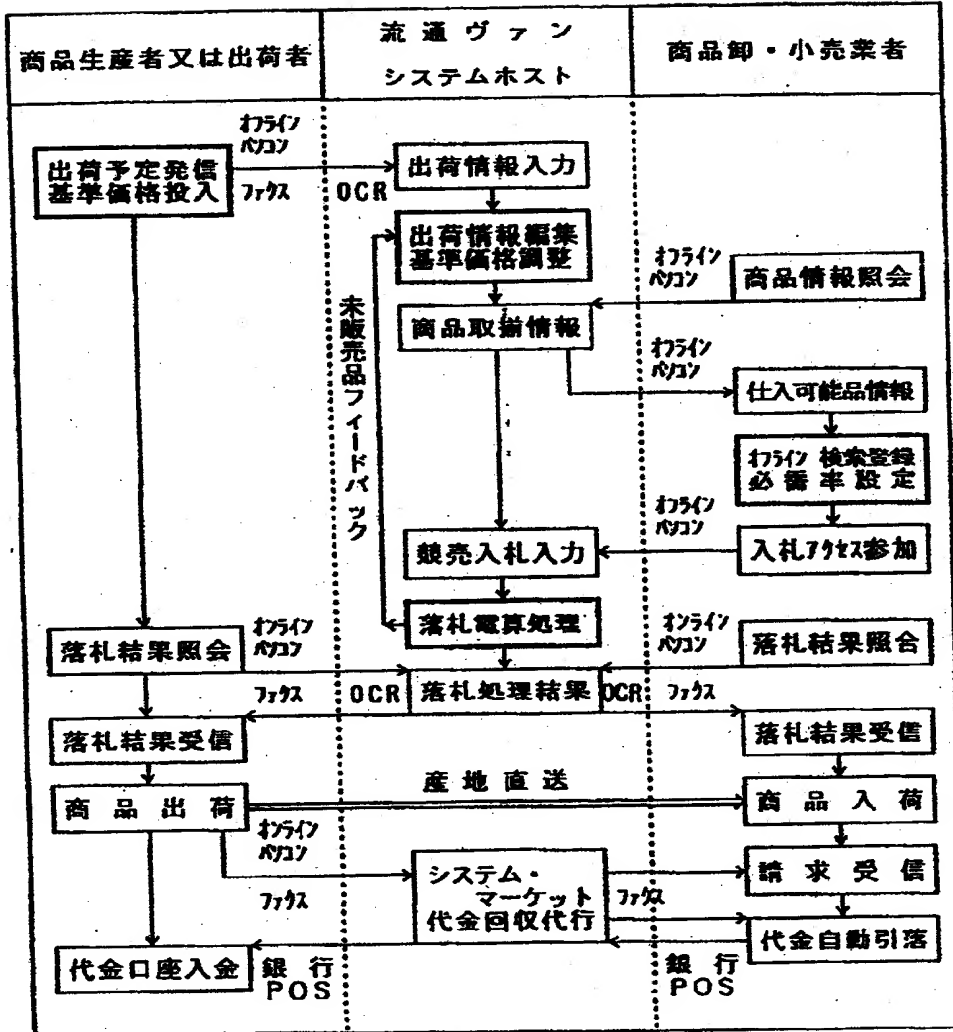 商品生産者又は出荷者
流通ヴァン
システムホスト
商品卸・小売業者
オフライン
パソコン
出荷予定発信
基準価格投入
ファクス
OCR
出荷情報入力
出荷情報編集
基準価格調整
オフライン
パソコン
商品情報照会
商品取揃情報
未販売品フィードバック
オフライン
パソコン
仕入可能品情報
オフライン 検索登録
必需率設定
オフライン
パソコン
競売入札入力
入札アクセス参加
落札電算処理
オンライン
パソコン
落札結果照会
オンライン
パソコン
落札結果照合
ファクス
OCR
落札処理結果
OCR
ファクス
落札結果受信
落札結果受信
産地直送
商品出荷
商品入荷
オンライン
パソコン
ファクス
システム・
マーケット
代金回収代行
ファクス
請求受信
代金自動引落
代金口座入金
銀行
POS
銀行
POS